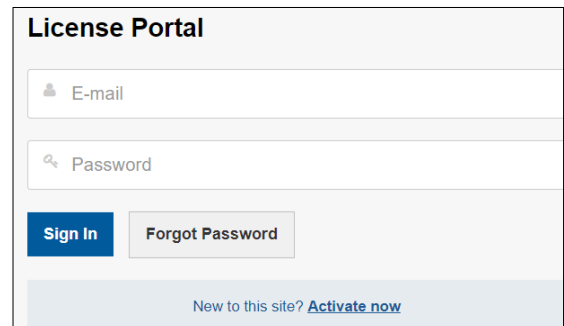 License Portal
E-mail
Password
Sign In Forgot Password
New to this site? Activate now